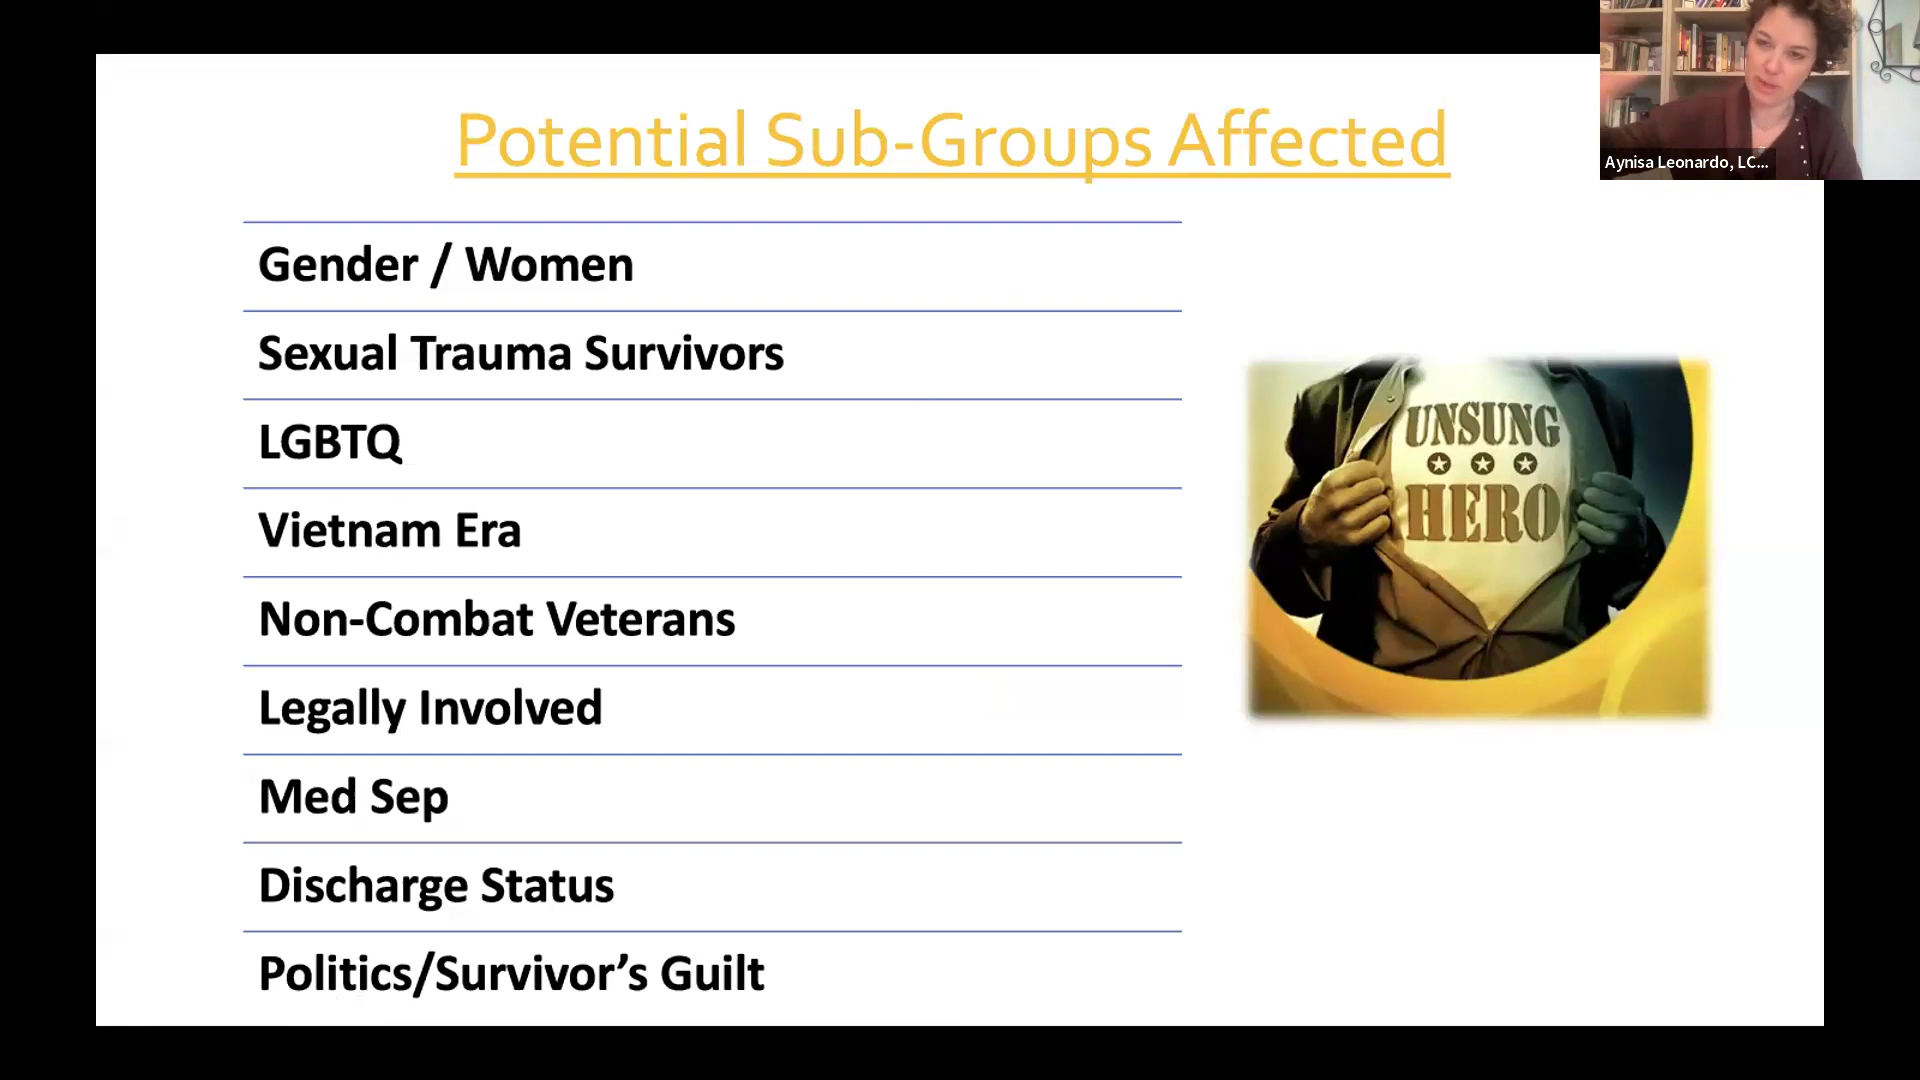 Potential Sub-Groups Affected
Aynisa Leonardo, LC...
Gender / Women
Sexual Trauma Survivors
LGBTQ
Vietnam Era
Non-Combat Veterans
Legally Involved
Med Sep
Discharge Status
Politics/Survivor’s Guilt
UNSUNG
HERO